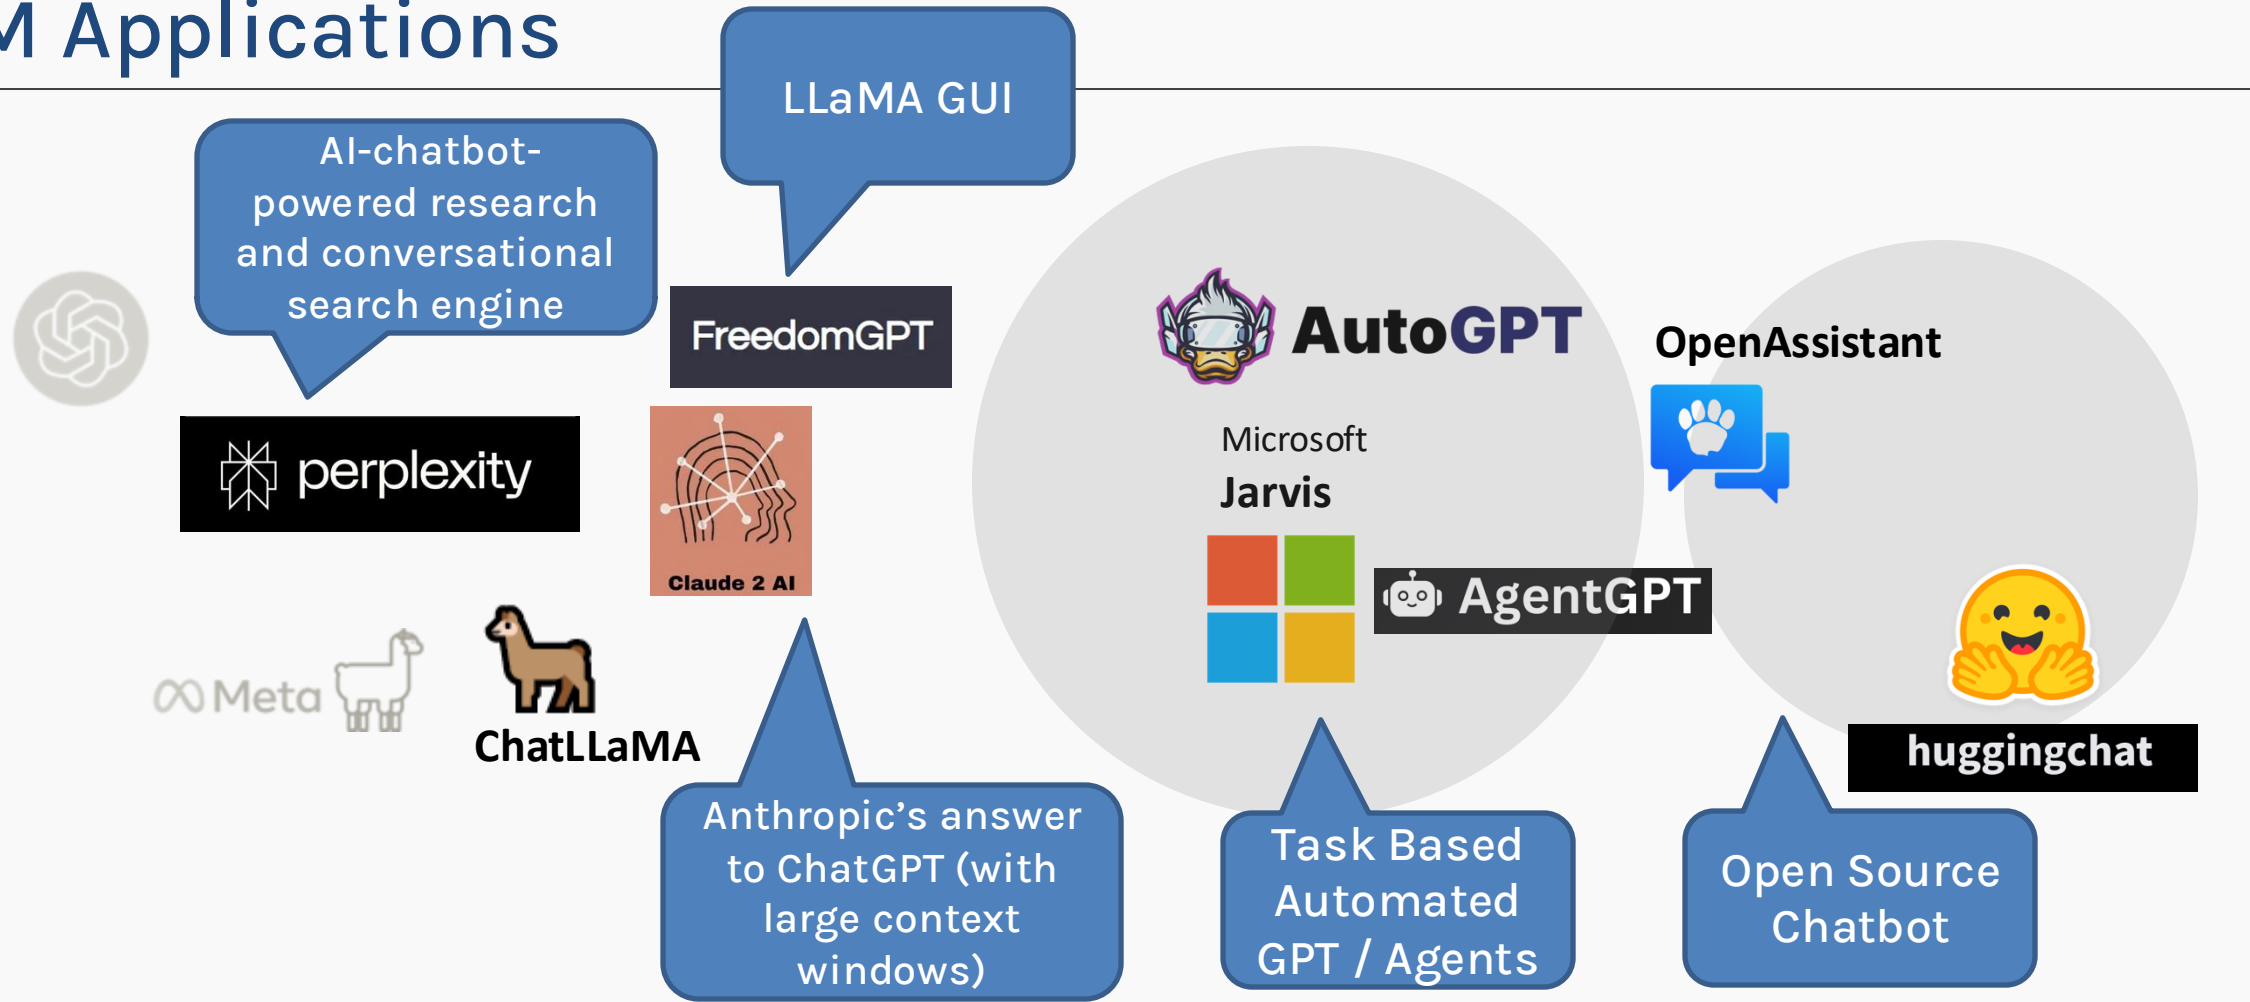 M Applications
LLaMA GUI
AI-chatbot-
powered research
and conversational
search engine
FreedomGPT
AutoGPT
OpenAssistant
perplexity
Microsoft
Jarvis
Claude 2 AI
AgentGPT
Meta
ChatLLaMA
huggingchat
Anthropic’s answer
to ChatGPT (with
large context
windows)
Task Based
Automated
GPT / Agents
Open Source
Chatbot